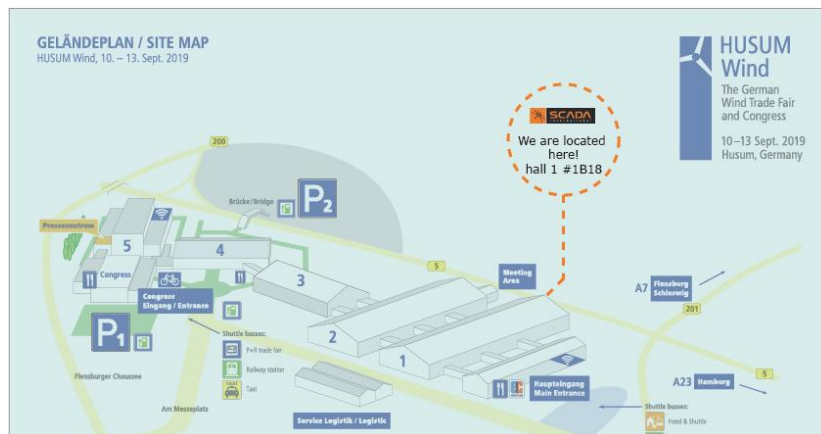 GELÄNDEPLAN / SITE MAP
HUSUM Wind, 10. – 13. Sept. 2019
HUSUM
Wind
The German
Wind Trade Fair
and Congress
10–13 Sept. 2019
Husum, Germany
SCADA
We are located
here!
hall 1 #1B18
200
Brücke/Bridge
P2
Pressezentrum
5
4
Congress
3
5
Meeting
Area
A7
Flensburg
Schleswig
201
Congress
Eingang / Entrance
P1
2
1
Shuttle busses:
P+R trade fair
Railway station
TAXI
Taxi
Flensburger Chaussee
Am Messeplatz
Service Logistik / Logistic
Haupteingang
Main Entrance
A23
Hamburg
5
Shuttle busses:
Hotel & Shuttle